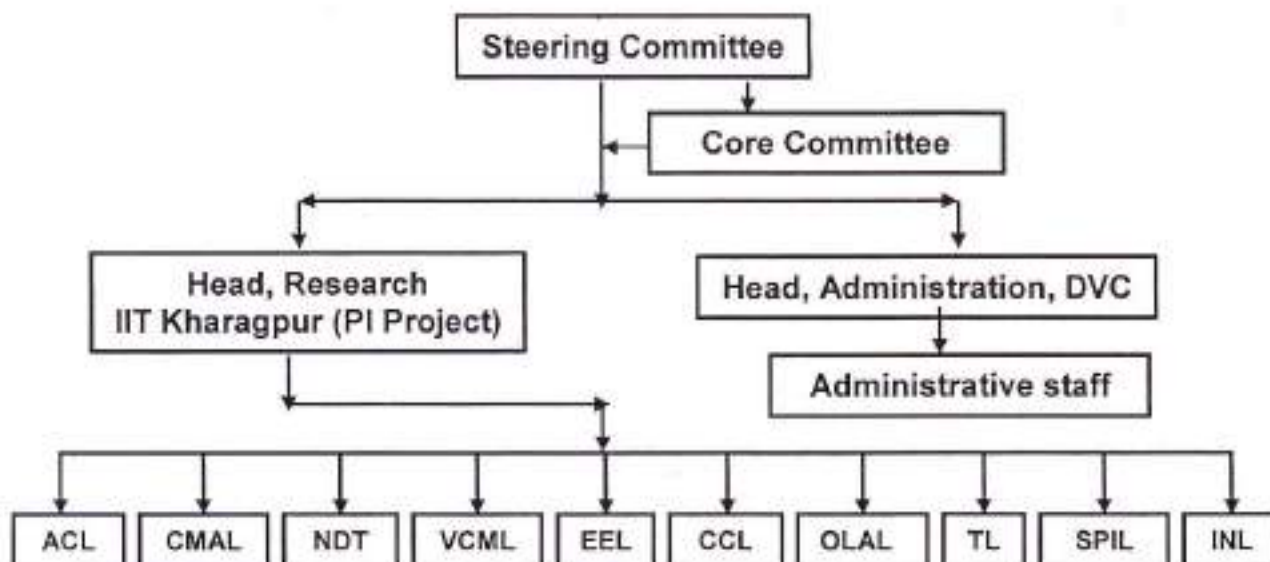 Steering Committee
Core Committee
Head, Research
IIT Kharagpur (PI Project)
Head, Administration, DVC
Administrative staff
ACL
CMAL
NDT
VCML
EEL
CCL
OLAL
TL
SPIL
INL